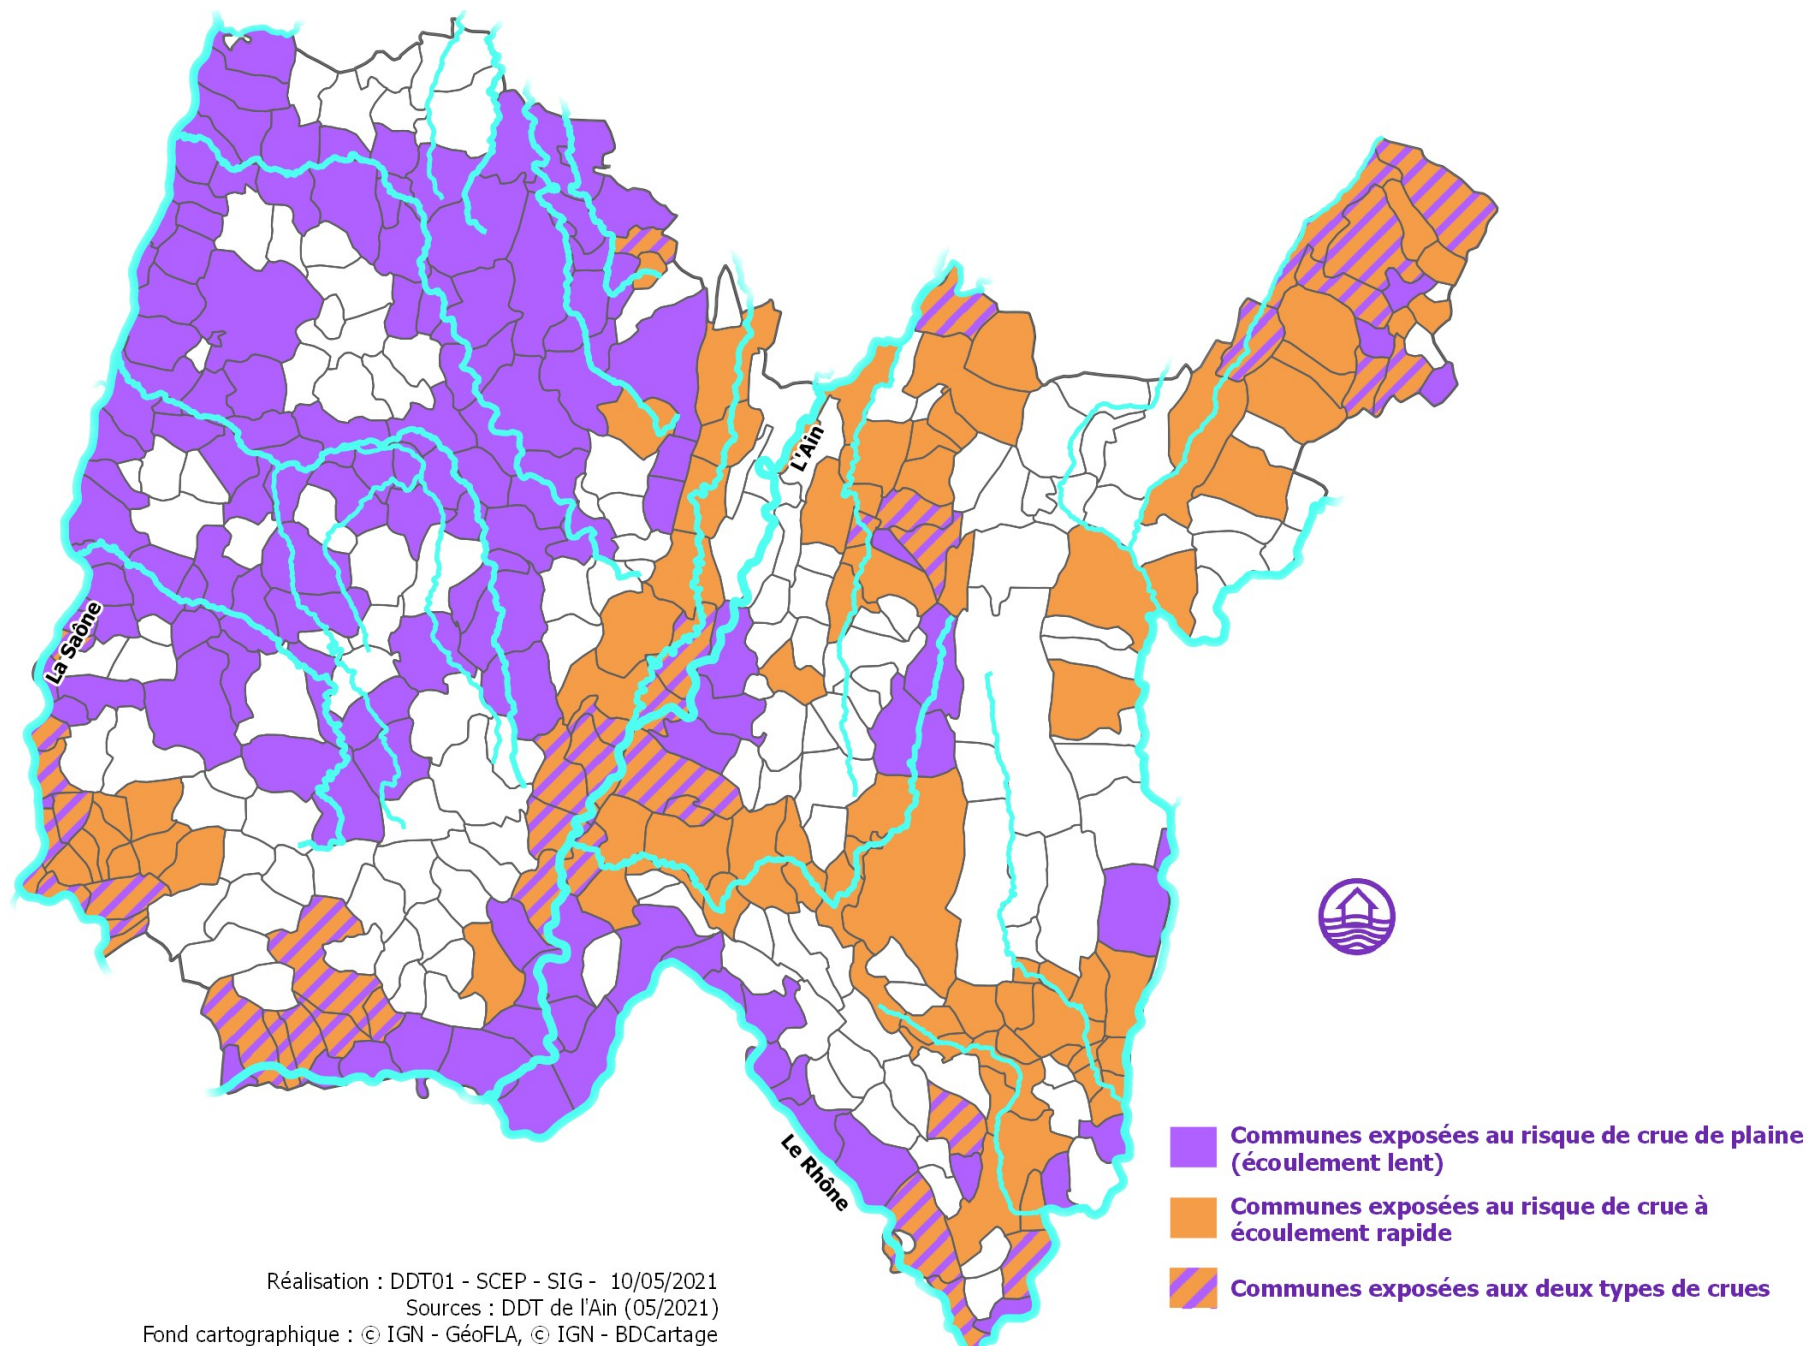 L'Ain
La Saône
Le Rhône
Communes exposées au risque de crue de plaine
(écoulement lent)
Communes exposées au risque de crue à
écoulement rapide
Communes exposées aux deux types de crues
Réalisation : DDT01 - SCEP - SIG - 10/05/2021
Sources : DDT de l'Ain (05/2021)
Fond cartographique : © IGN - GéoFLA, © IGN - BDCartage